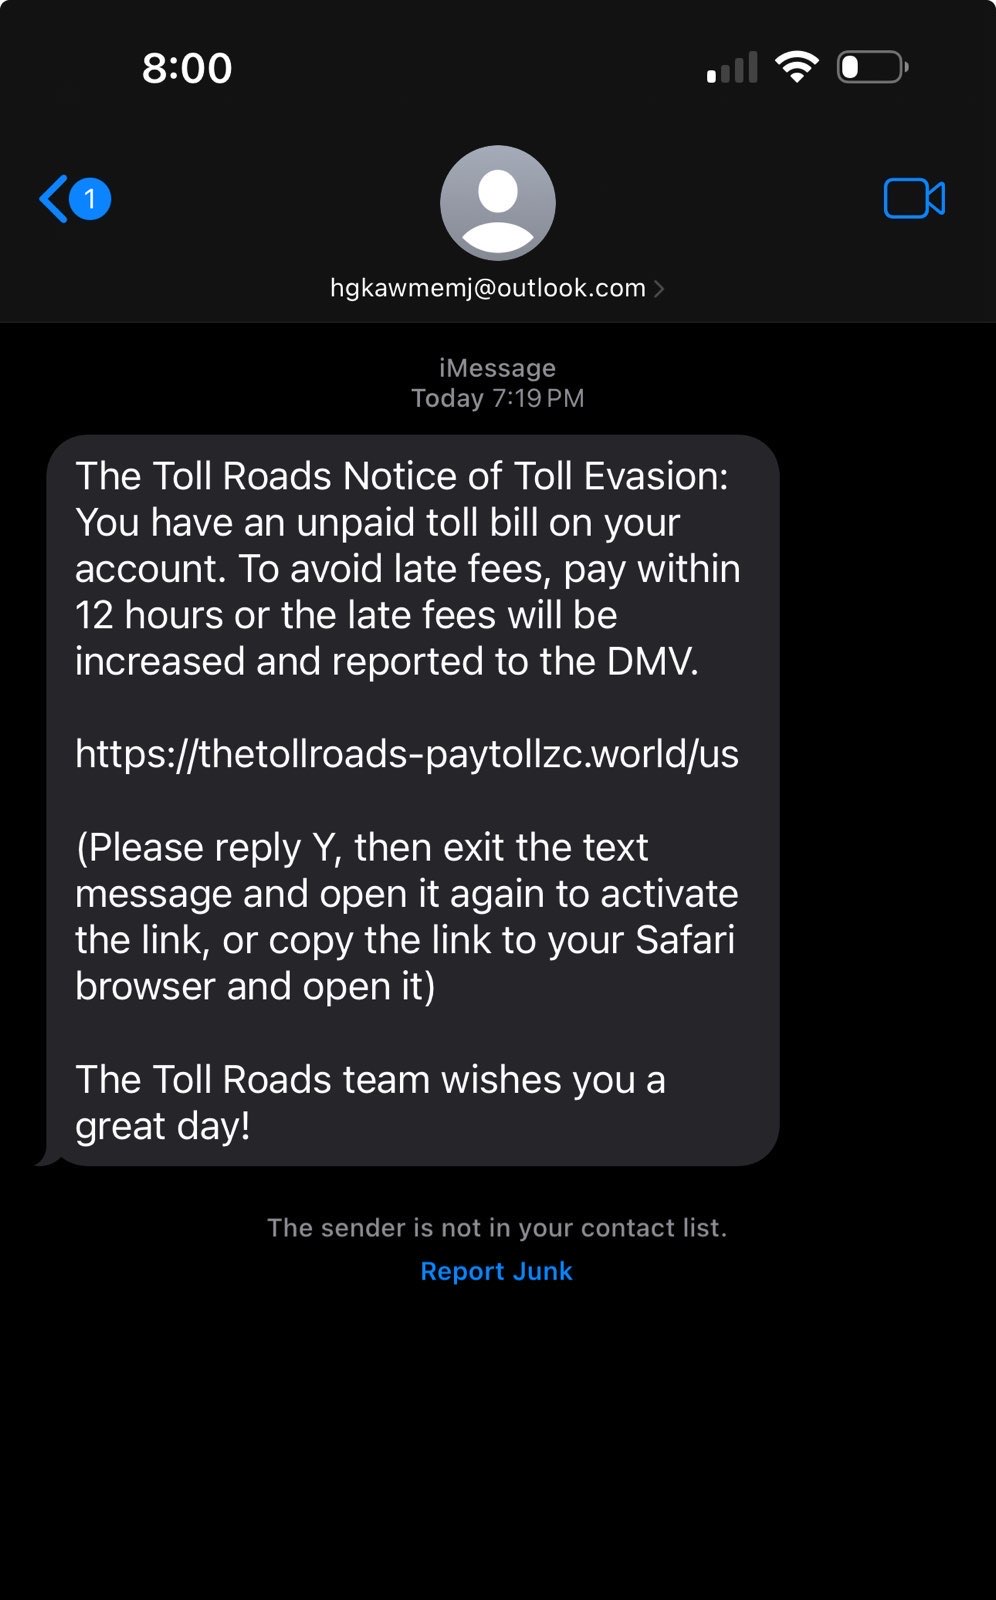 8:00
1
hgkawmemj@outlook.com
iMessage
Today 7:19 PM
The Toll Roads Notice of Toll Evasion:
You have an unpaid toll bill on your
account. To avoid late fees, pay within
12 hours or the late fees will be
increased and reported to the DMV.
https://thetollroads-paytollzc.world/us
(Please reply Y, then exit the text
message and open it again to activate
the link, or copy the link to your Safari
browser and open it)
The Toll Roads team wishes you a
great day!
The sender is not in your contact list.
Report Junk